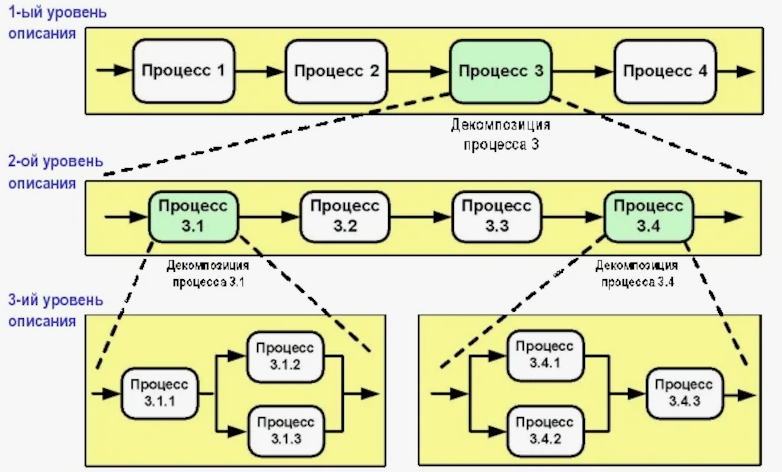 1-ый уровень
описания
Процесс 1
Процесс 2
Процесс 3
Процесс 4
Декомпозиция
процесса 3
2-ой уровень
описания
Процесс
3.1
Процесс
3.2
Процесс
3.3
Процесс
3.4
Декомпозиция
процесса 3.1
Декомпозиция
процесса 3.4
3-ий уровень
описания
Процесс
3.1.1
Процесс
3.1.2
Процесс
3.1.3
Процесс
3.4.1
Процесс
3.4.2
Процесс
3.4.3